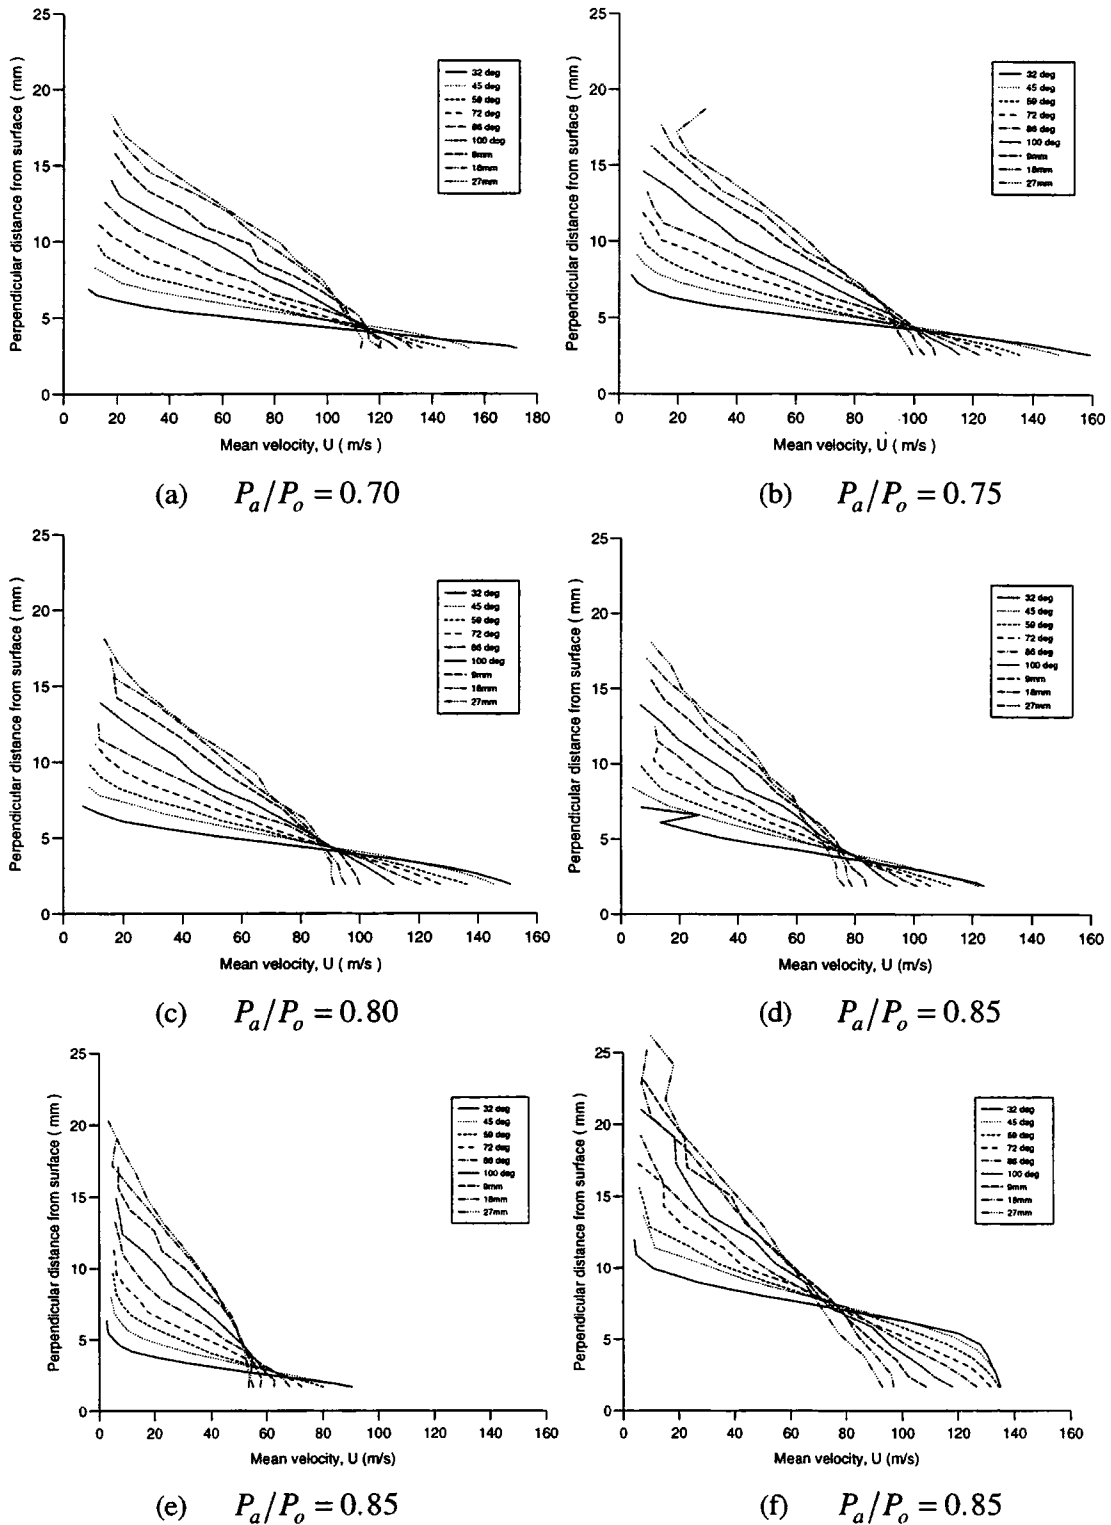 Perpendicular distance from surface ( mm )
25
20
15
10
5
0
32 deg
45 deg
59 deg
72 deg
86 deg
100 deg
9mm
18mm
27mm
0 20 40 60 80 100 120 140 160 180
Mean velocity, U ( m/s )
(a) P_a/P_o = 0.70
Perpendicular distance from surface ( mm )
25
20
15
10
5
0
32 deg
45 deg
59 deg
72 deg
86 deg
100 deg
9mm
18mm
27mm
0 20 40 60 80 100 120 140 160
Mean velocity, U ( m/s )
(b) P_a/P_o = 0.75
Perpendicular distance from surface ( mm )
25
20
15
10
5
0
32 deg
45 deg
59 deg
72 deg
86 deg
100 deg
9mm
18mm
27mm
0 20 40 60 80 100 120 140 160
Mean velocity, U ( m/s )
(c) P_a/P_o = 0.80
Perpendicular distance from surface ( mm )
25
20
15
10
5
0
32 deg
45 deg
59 deg
72 deg
86 deg
100 deg
9mm
18mm
27mm
0 20 40 60 80 100 120 140 160
Mean velocity, U (m/s)
(d) P_a/P_o = 0.85
Perpendicular distance from surface ( mm )
25
20
15
10
5
0
32 deg
45 deg
59 deg
72 deg
86 deg
100 deg
9mm
18mm
27mm
0 20 40 60 80 100 120 140 160
Mean velocity, U (m/s)
(e) P_a/P_o = 0.85
Perpendicular distance from surface ( mm )
25
20
15
10
5
0
32 deg
45 deg
59 deg
72 deg
86 deg
100 deg
9mm
18mm
27mm
0 20 40 60 80 100 120 140 160
Mean velocity, U (m/s)
(f) P_a/P_o = 0.85